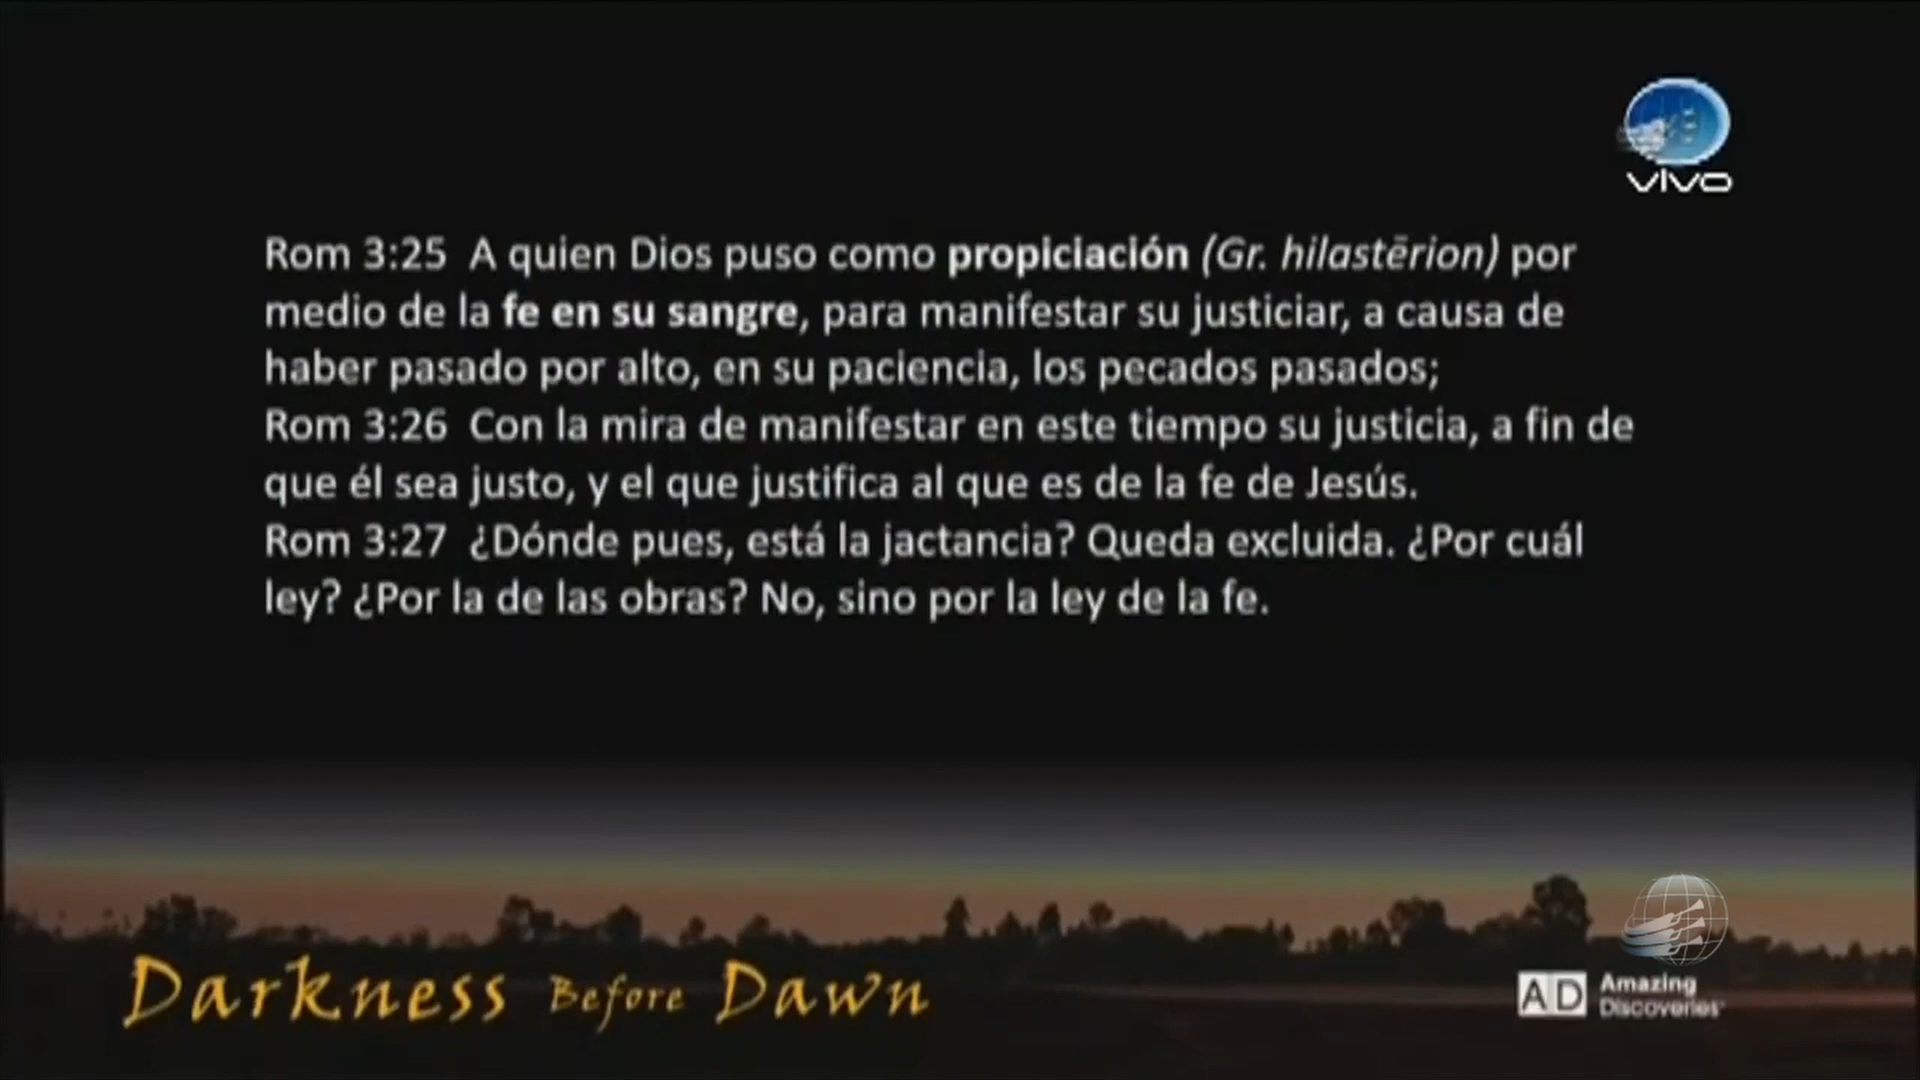 VIVO
Rom 3:25 A quien Dios puso como propiciación (Gr. hilastērion) por
medio de la fe en su sangre, para manifestar su justiciar, a causa de
haber pasado por alto, en su paciencia, los pecados pasados;
Rom 3:26 Con la mira de manifestar en este tiempo su justicia, a fin de
que él sea justo, y el que justifica al que es de la fe de Jesús.
Rom 3:27 ¿Dónde pues, está la jactancia? Queda excluida. ¿Por cuál
ley? ¿Por la de las obras? No, sino por la ley de la fe.
Darkness Before Dawn
AD Amazing
Discoveries